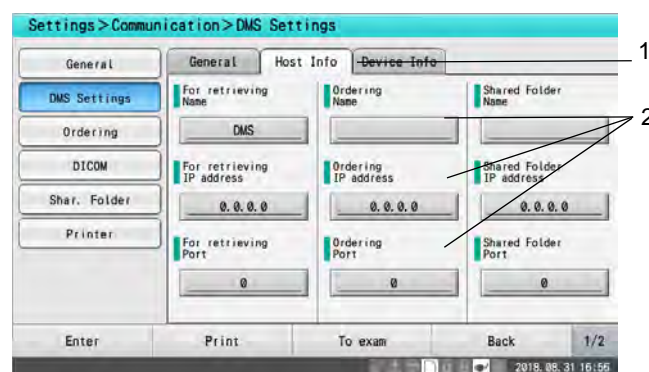 Settings>Communication>DMS Settings
General
DMS Settings
Ordering
DICOM
Shar. Folder
Printer
General Host Info Device Info
1
For retrieving Name
DMS
Ordering Name
Shared Folder Name
2
For retrieving IP address
0.0.0.0
Ordering IP address
0.0.0.0
Shared Folder IP address
0.0.0.0
For retrieving Port
0
Ordering Port
0
Shared Folder Port
0
Enter Print To exam Back 1/2
2018.08.31 16:56